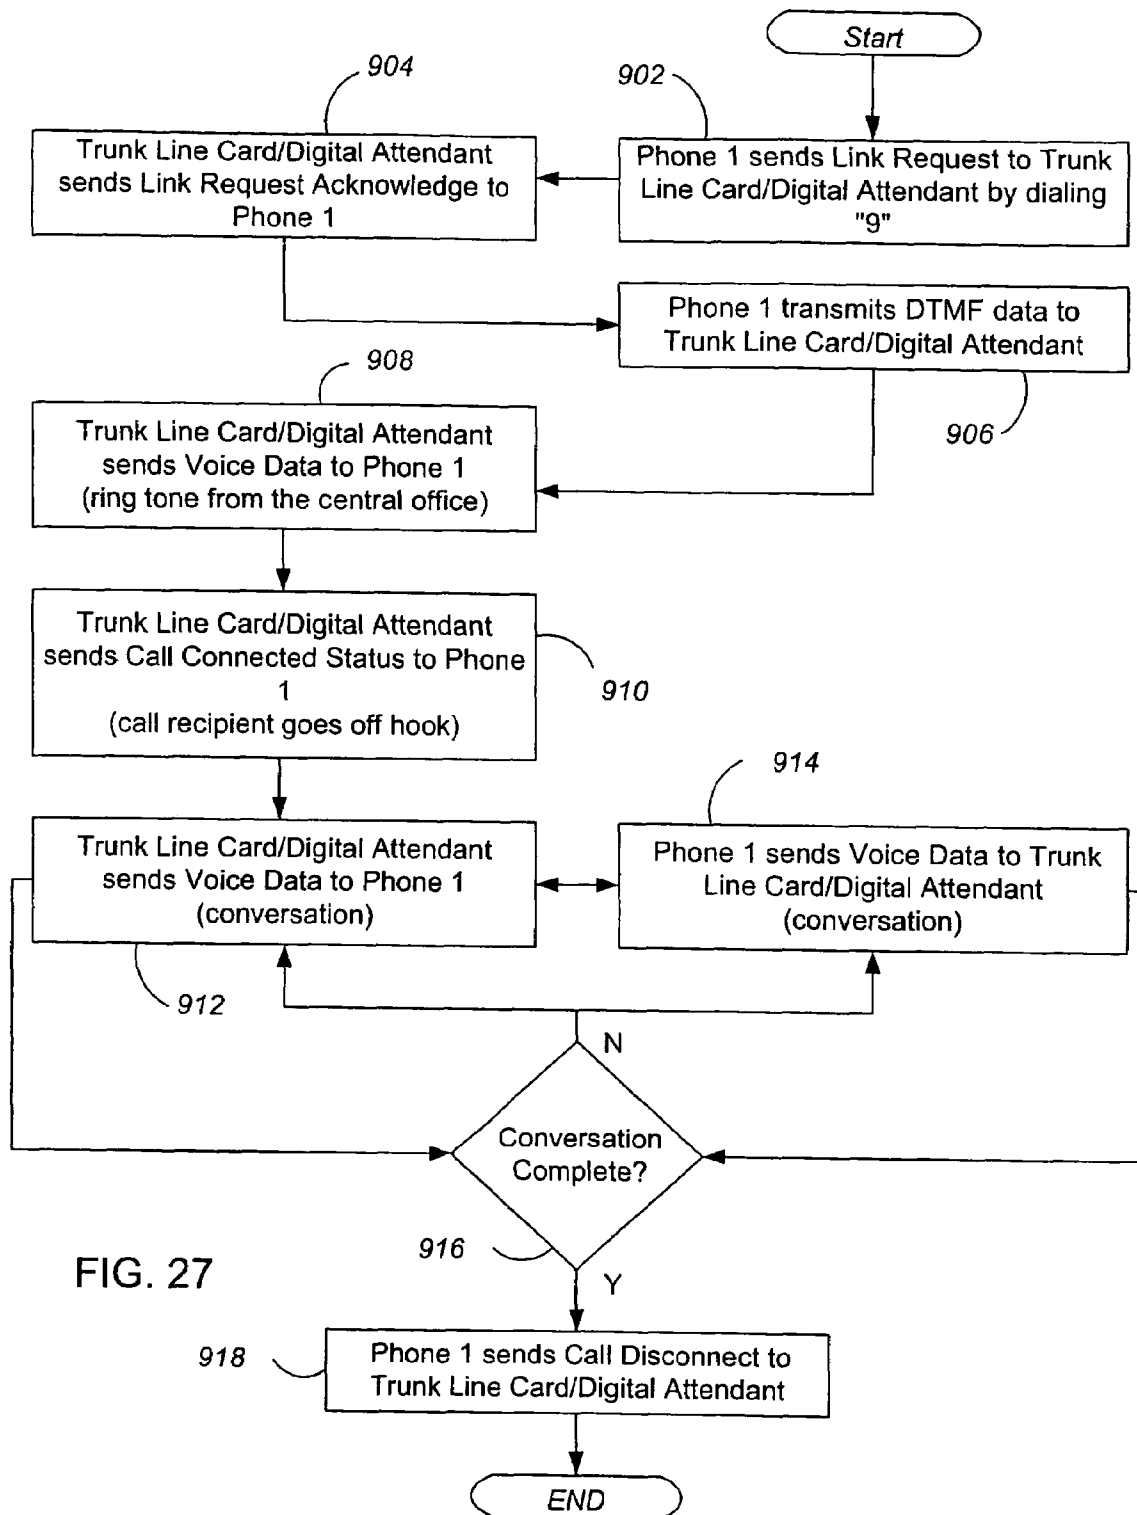 Start
904
902
Trunk Line Card/Digital Attendant
sends Link Request Acknowledge to
Phone 1
Phone 1 sends Link Request to Trunk
Line Card/Digital Attendant by dialing
"9"
Phone 1 transmits DTMF data to
Trunk Line Card/Digital Attendant
906
908
Trunk Line Card/Digital Attendant
sends Voice Data to Phone 1
(ring tone from the central office)
Trunk Line Card/Digital Attendant
sends Call Connected Status to Phone
1
(call recipient goes off hook)
910
914
Trunk Line Card/Digital Attendant
sends Voice Data to Phone 1
(conversation)
Phone 1 sends Voice Data to Trunk
Line Card/Digital Attendant
(conversation)
912
N
Conversation
Complete?
916
FIG. 27
Y
918
Phone 1 sends Call Disconnect to
Trunk Line Card/Digital Attendant
END